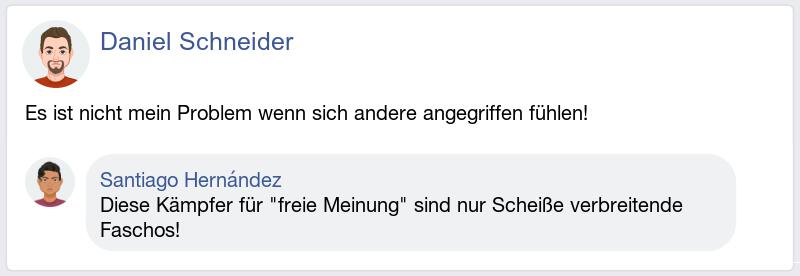 Daniel Schneider
Es ist nicht mein Problem wenn sich andere angegriffen fühlen!
Santiago Hernández
Diese Kämpfer für "freie Meinung" sind nur Scheiße verbreitende
Faschos!